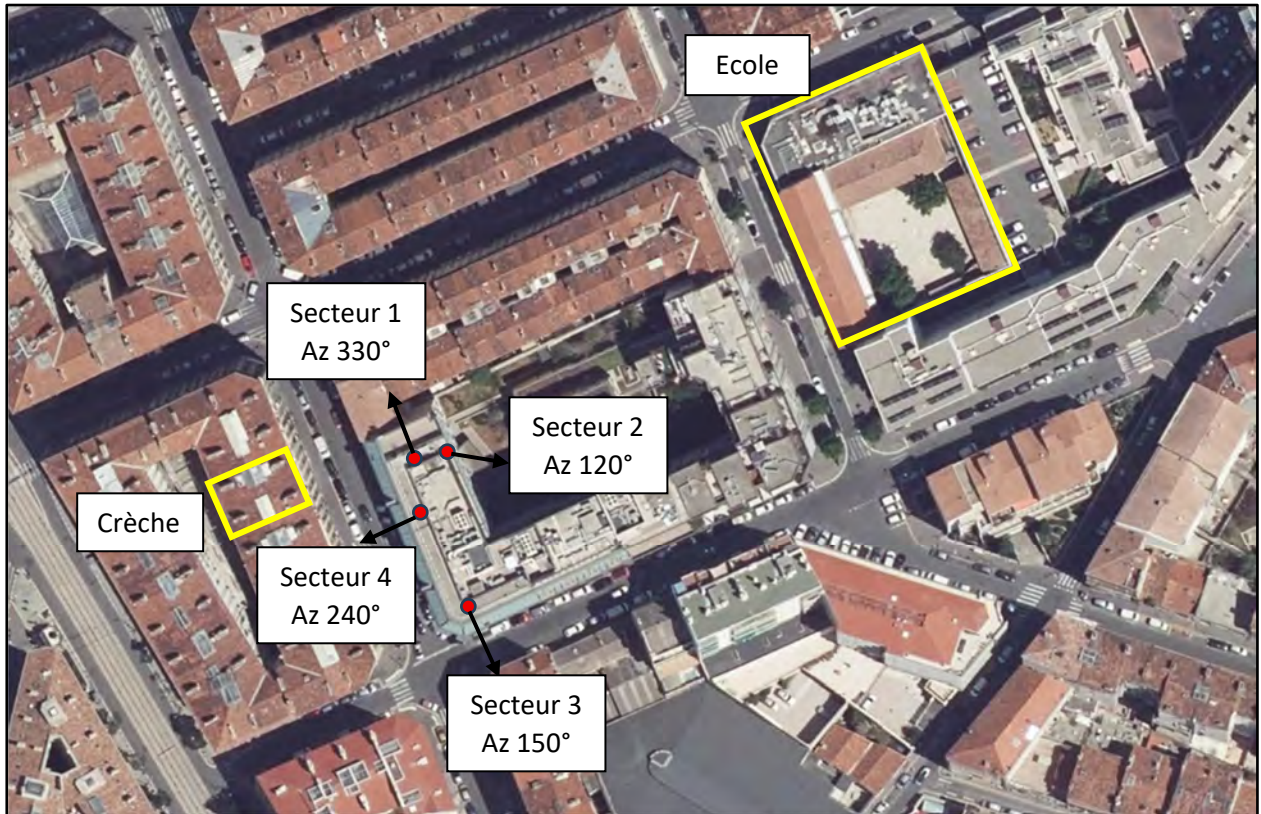 Ecole
Secteur 1
Az 330°
Secteur 2
Az 120°
Crèche
Secteur 4
Az 240°
Secteur 3
Az 150°